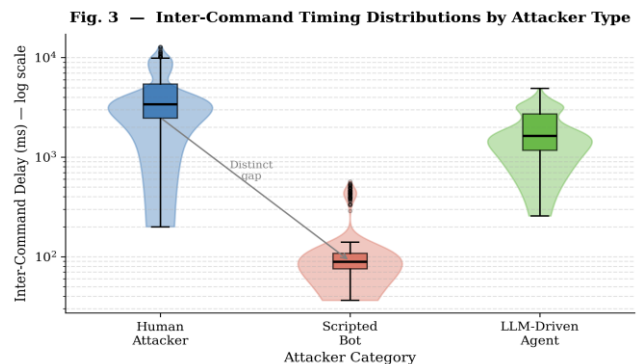 Fig. 3 — Inter-Command Timing Distributions by Attacker Type
Inter-Command Delay (ms) — log scale
10⁴
10³
10²
Distinct
gap
Human
Attacker
Scripted
Bot
LLM-Driven
Agent
Attacker Category